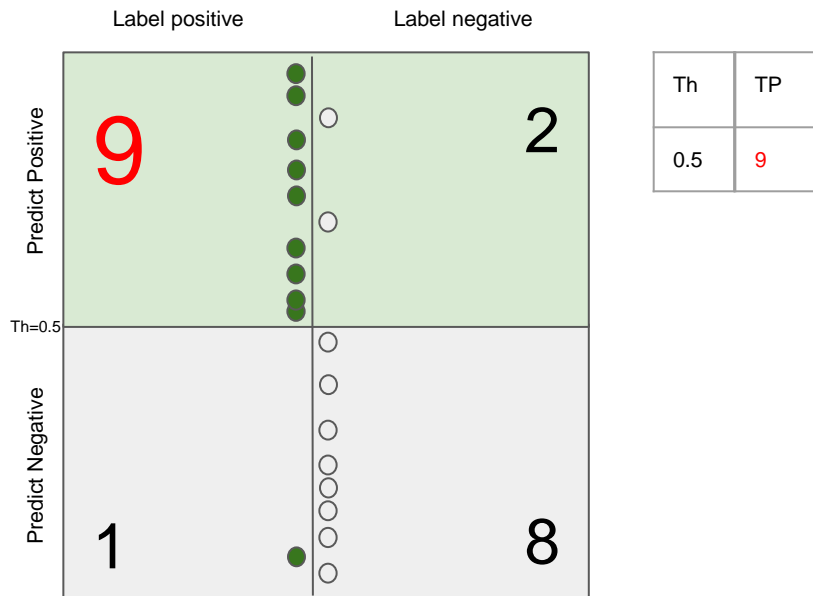 Label positive
Label negative
Th
TP
Predict Positive
9
2
0.5
9
Th=0.5
Predict Negative
1
8